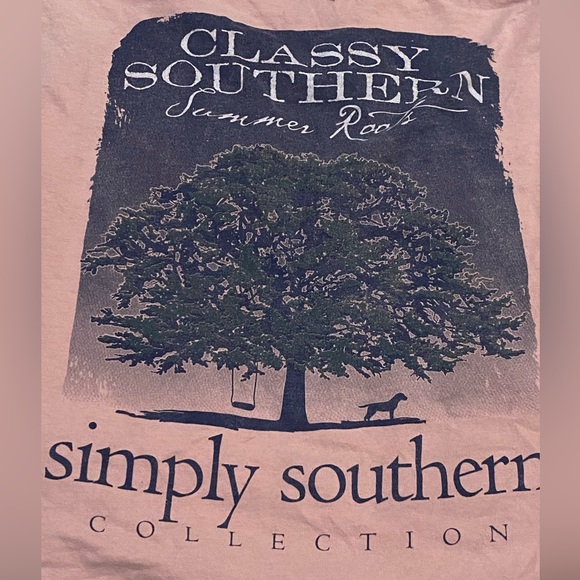 CLASSY
SOUTHERN
Summer Roots
simply southern
COLLECTION